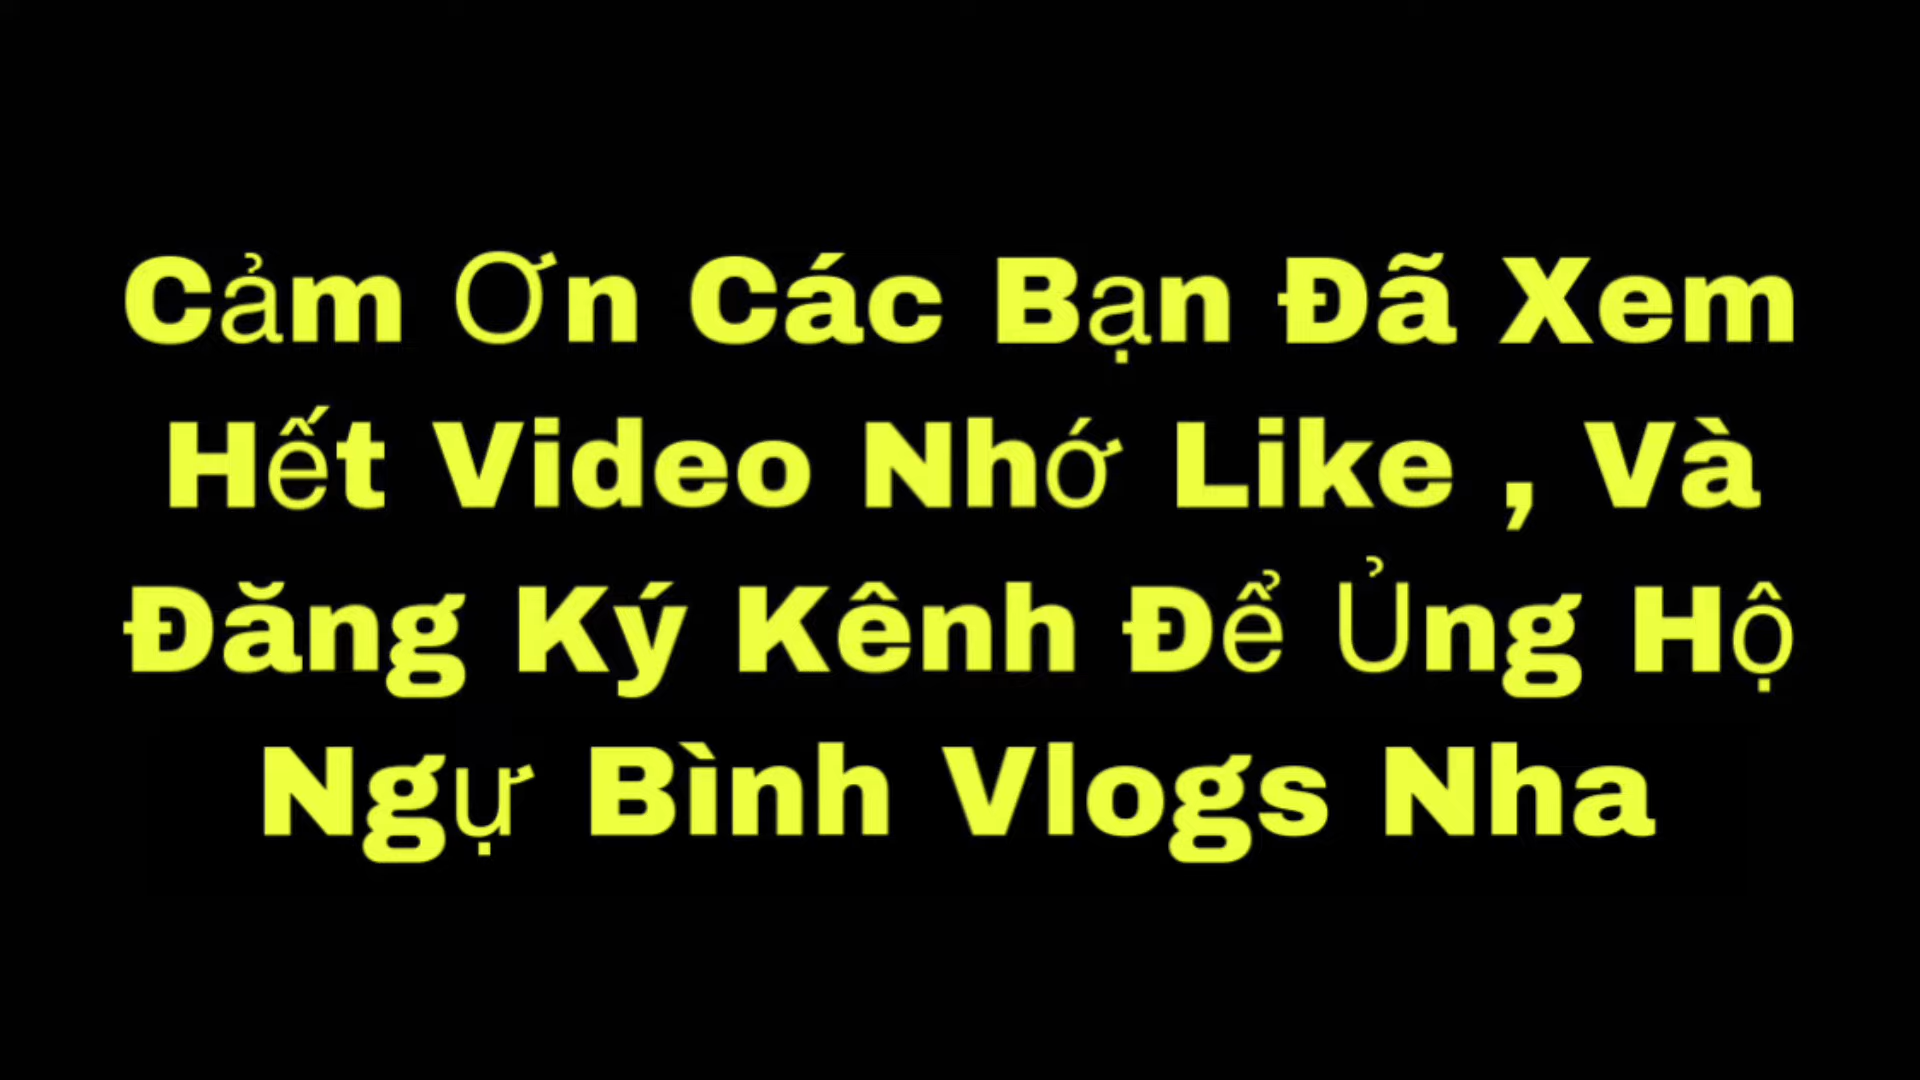 Cảm Ơn Các Bạn Đã Xem
Hết Video Nhớ Like , Và
Đăng Ký Kênh Để Ủng Hộ
Ngự Bình Vlogs Nha